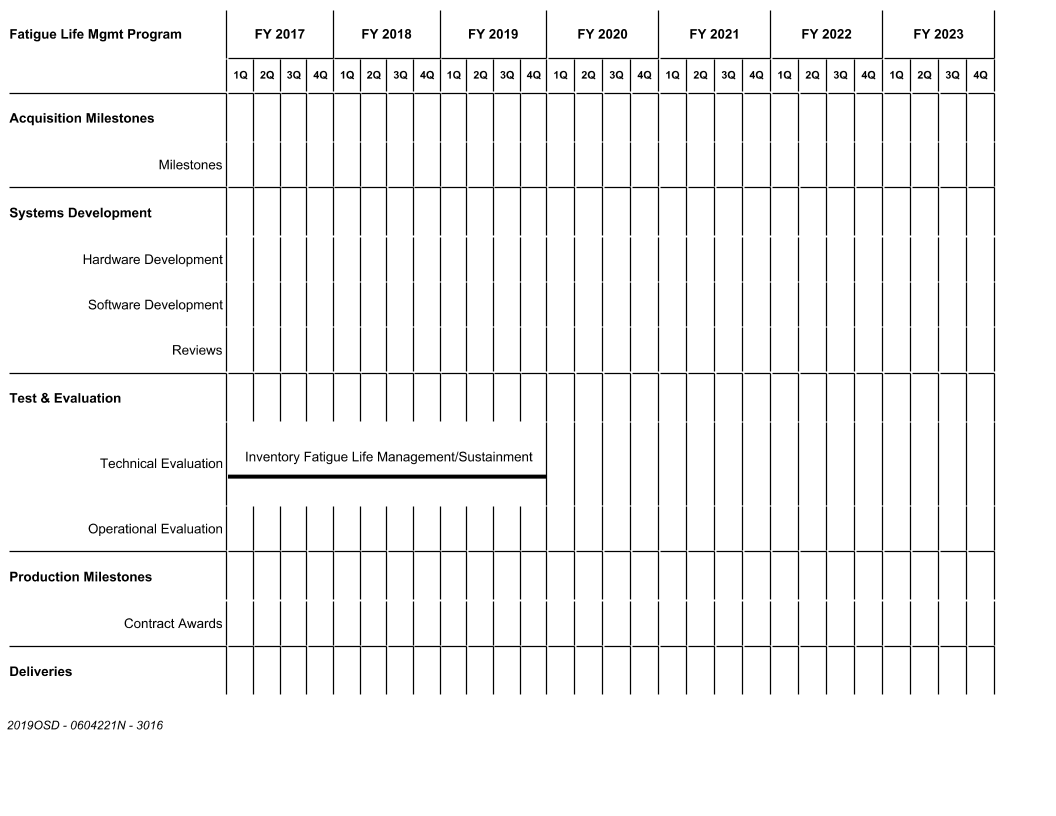 Fatigue Life Mgmt Program FY 2017 FY 2018 FY 2019 FY 2020 FY 2021 FY 2022 FY 2023
1Q 2Q 3Q 4Q 1Q 2Q 3Q 4Q 1Q 2Q 3Q 4Q 1Q 2Q 3Q 4Q 1Q 2Q 3Q 4Q 1Q 2Q 3Q 4Q 1Q 2Q 3Q 4Q
Acquisition Milestones
Milestones
Systems Development
Hardware Development
Software Development
Reviews
Test & Evaluation
Inventory Fatigue Life Management/Sustainment
Technical Evaluation
Operational Evaluation
Production Milestones
Contract Awards
Deliveries
2019OSD - 0604221N - 3016